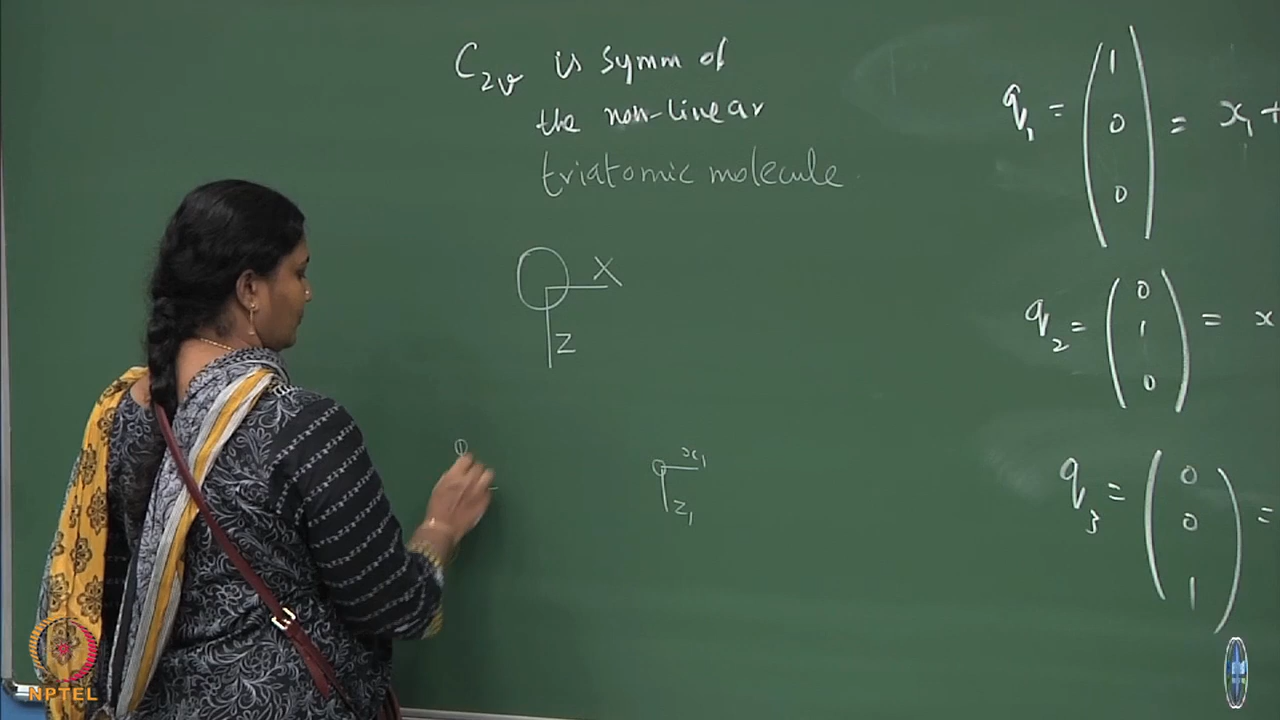 C2v is symm of
the non-linear
triatomic molecule.
X
Z
x1
z1
q1 = (1 0 0) = x1 +
q2 = (0 1 0) = x
q3 = (0 0 1) =
NPTEL